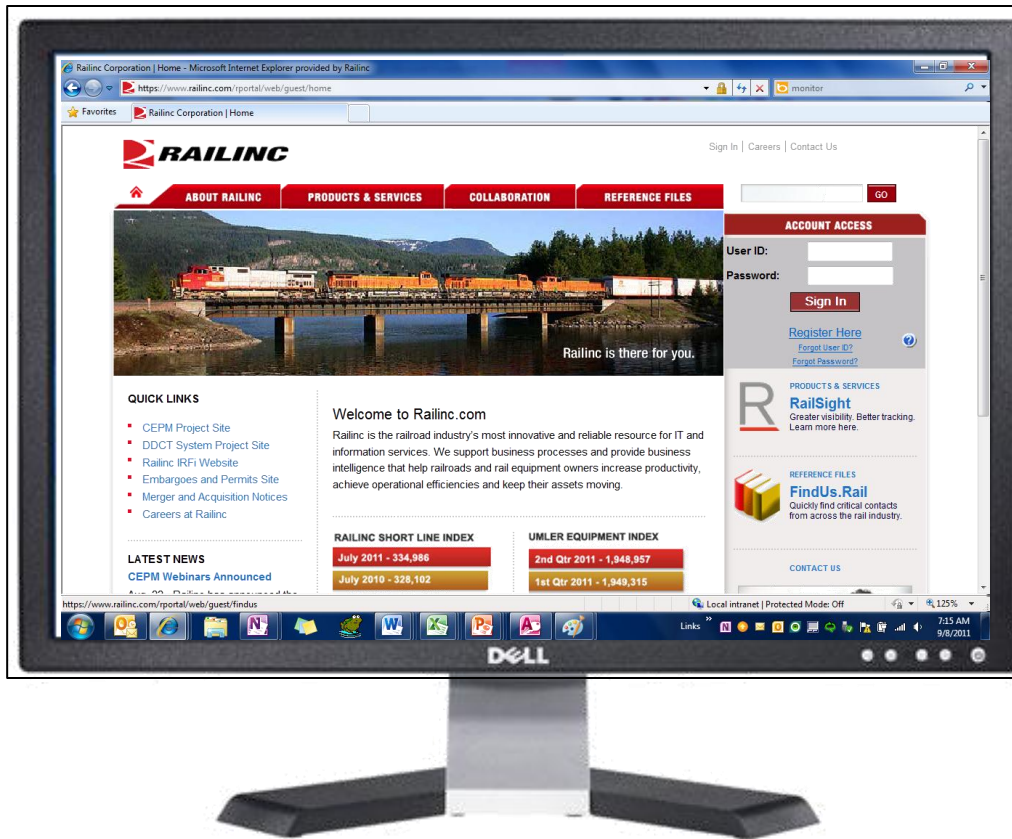 Railinc Corporation | Home - Microsoft Internet Explorer provided by Railinc
https://www.railinc.com/rportal/web/guest/home
monitor
Favorites
Railinc Corporation | Home
RAILINC
Sign In | Careers | Contact Us
ABOUT RAILINC
PRODUCTS & SERVICES
COLLABORATION
REFERENCE FILES
GO
Railinc is there for you.
ACCOUNT ACCESS
User ID:
Password:
Sign In
Register Here
Forgot User ID?
Forgot Password?
QUICK LINKS
CEPM Project Site
DDCT System Project Site
Railinc IRFi Website
Embargoes and Permits Site
Merger and Acquisition Notices
Careers at Railinc
LATEST NEWS
CEPM Webinars Announced
Aug. 22 - Railinc has announced the
Welcome to Railinc.com
Railinc is the railroad industry's most innovative and reliable resource for IT and
information services. We support business processes and provide business
intelligence that help railroads and rail equipment owners increase productivity,
achieve operational efficiencies and keep their assets moving.
RAILINC SHORT LINE INDEX
July 2011 - 334,986
July 2010 - 328,102
UMLER EQUIPMENT INDEX
2nd Qtr 2011 - 1,948,957
1st Qtr 2011 - 1,949,315
PRODUCTS & SERVICES
RailSight
Greater visibility. Better tracking.
Learn more here.
REFERENCE FILES
FindUs.Rail
Quickly find critical contacts
from across the rail industry.
CONTACT US
https://www.railinc.com/rportal/web/guest/findus
Local intranet | Protected Mode: Off
125%
Links
7:15 AM
9/8/2011
DELL